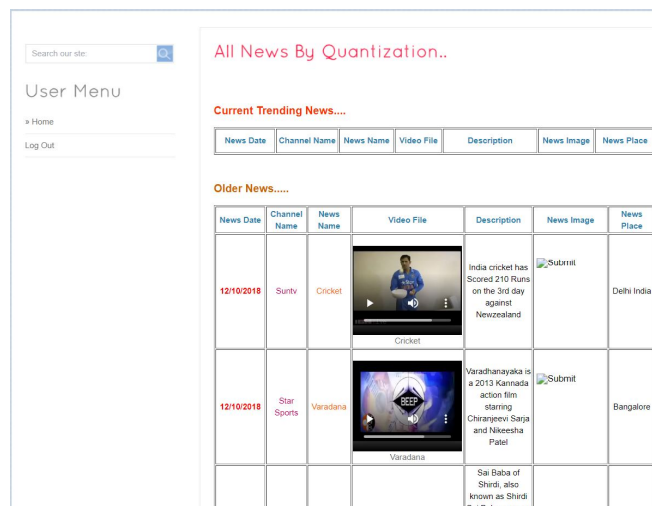 Search our site:
User Menu
» Home
Log Out
All News By Quantization..
Current Trending News....
News Date Channel Name News Name Video File Description News Image News Place
Older News.....
News Date Channel Name News Name Video File Description News Image News Place
12/10/2018 Suntv Cricket
Cricket
India cricket has
Scored 210 Runs
on the 3rd day
against
Newzealand
Submit
Delhi India
12/10/2018 Star Sports Varadana
BEEP
Varadana
Varadhanayaka is
a 2013 Kannada
action film
starring
Chiranjeevi Sarja
and Nikeesha
Patel
Submit
Bangalore
Sai Baba of
Shirdi, also
known as Shirdi